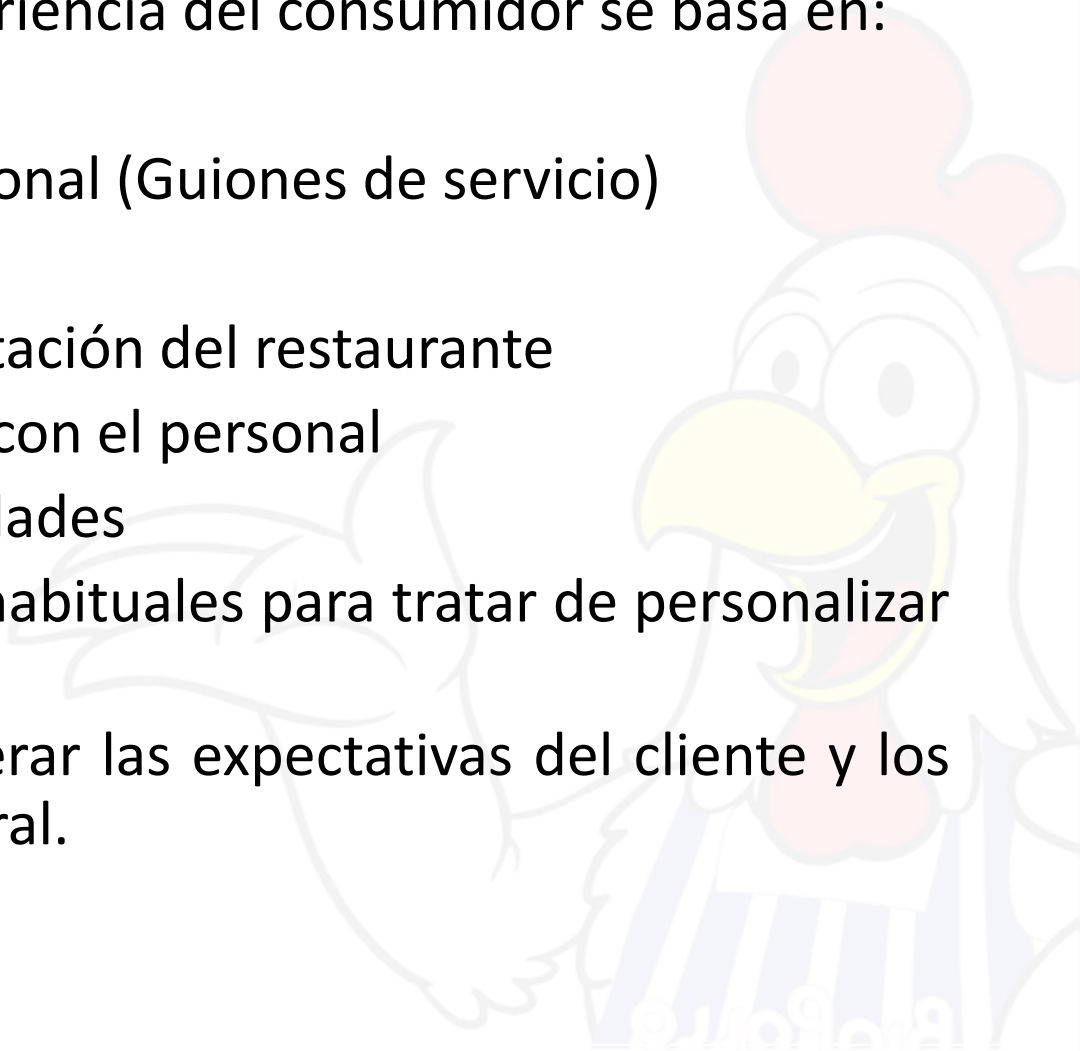 riencia del consumidor se basa en:
onal (Guiones de servicio)
tación del restaurante
con el personal
dades
habituales para tratar de personalizar
erar las expectativas del cliente y los
ral.